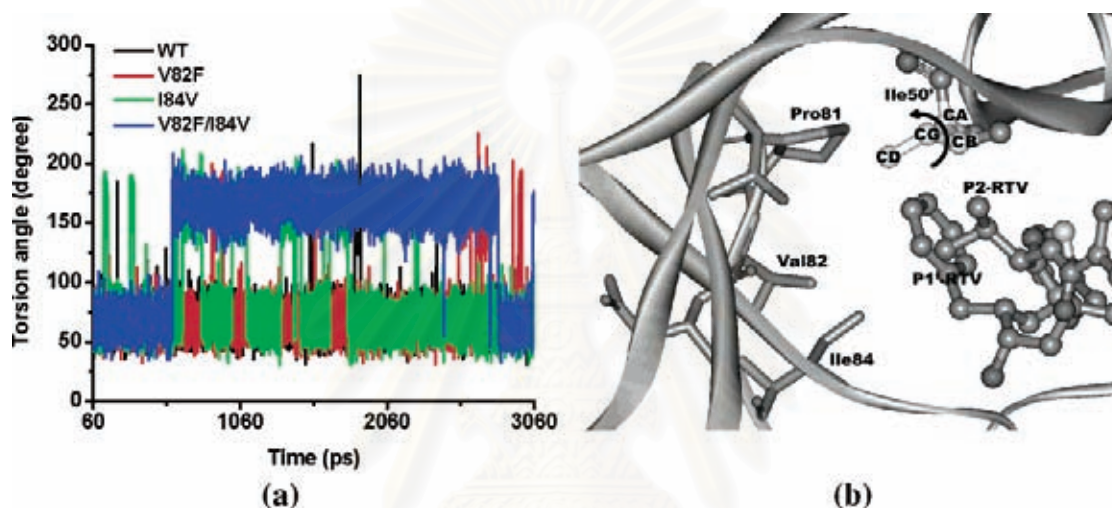 300
250
200
150
100
50
0
Torsion angle (degree)
WT
V82F
I84V
V82F/I84V
60
1060
2060
3060
Time (ps)
(a)
Ile50'
Pro81
CA
CG
CB
CD
P2-RTV
Val82
P1'-RTV
Ile84
(b)